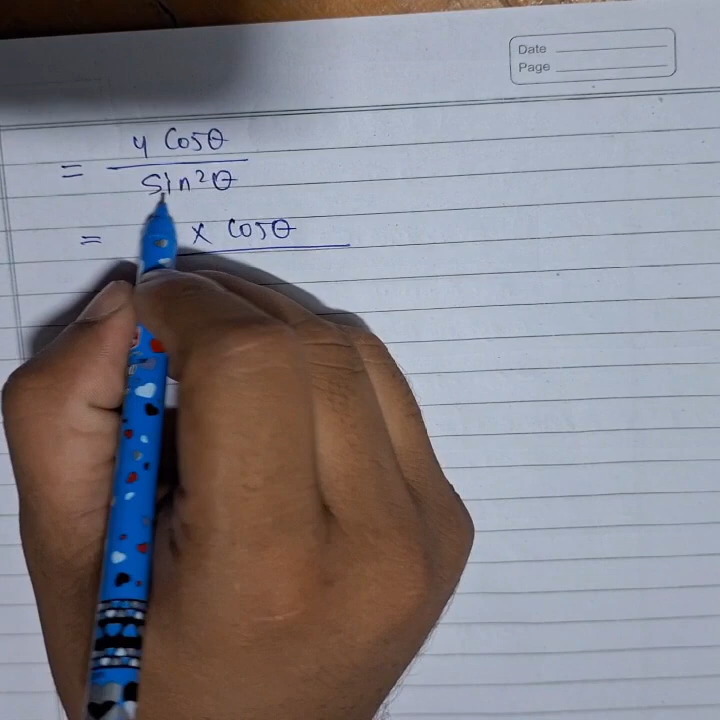 Date
Page
= 4 Cosθ
Sin²θ
= × Cosθ